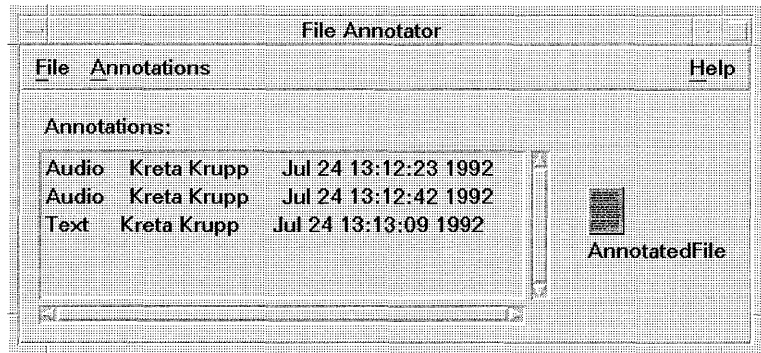 File Annotator
File Annotations Help
Annotations:
Audio Kreta Krupp Jul 24 13:12:23 1992
Audio Kreta Krupp Jul 24 13:12:42 1992
Text Kreta Krupp Jul 24 13:13:09 1992
AnnotatedFile